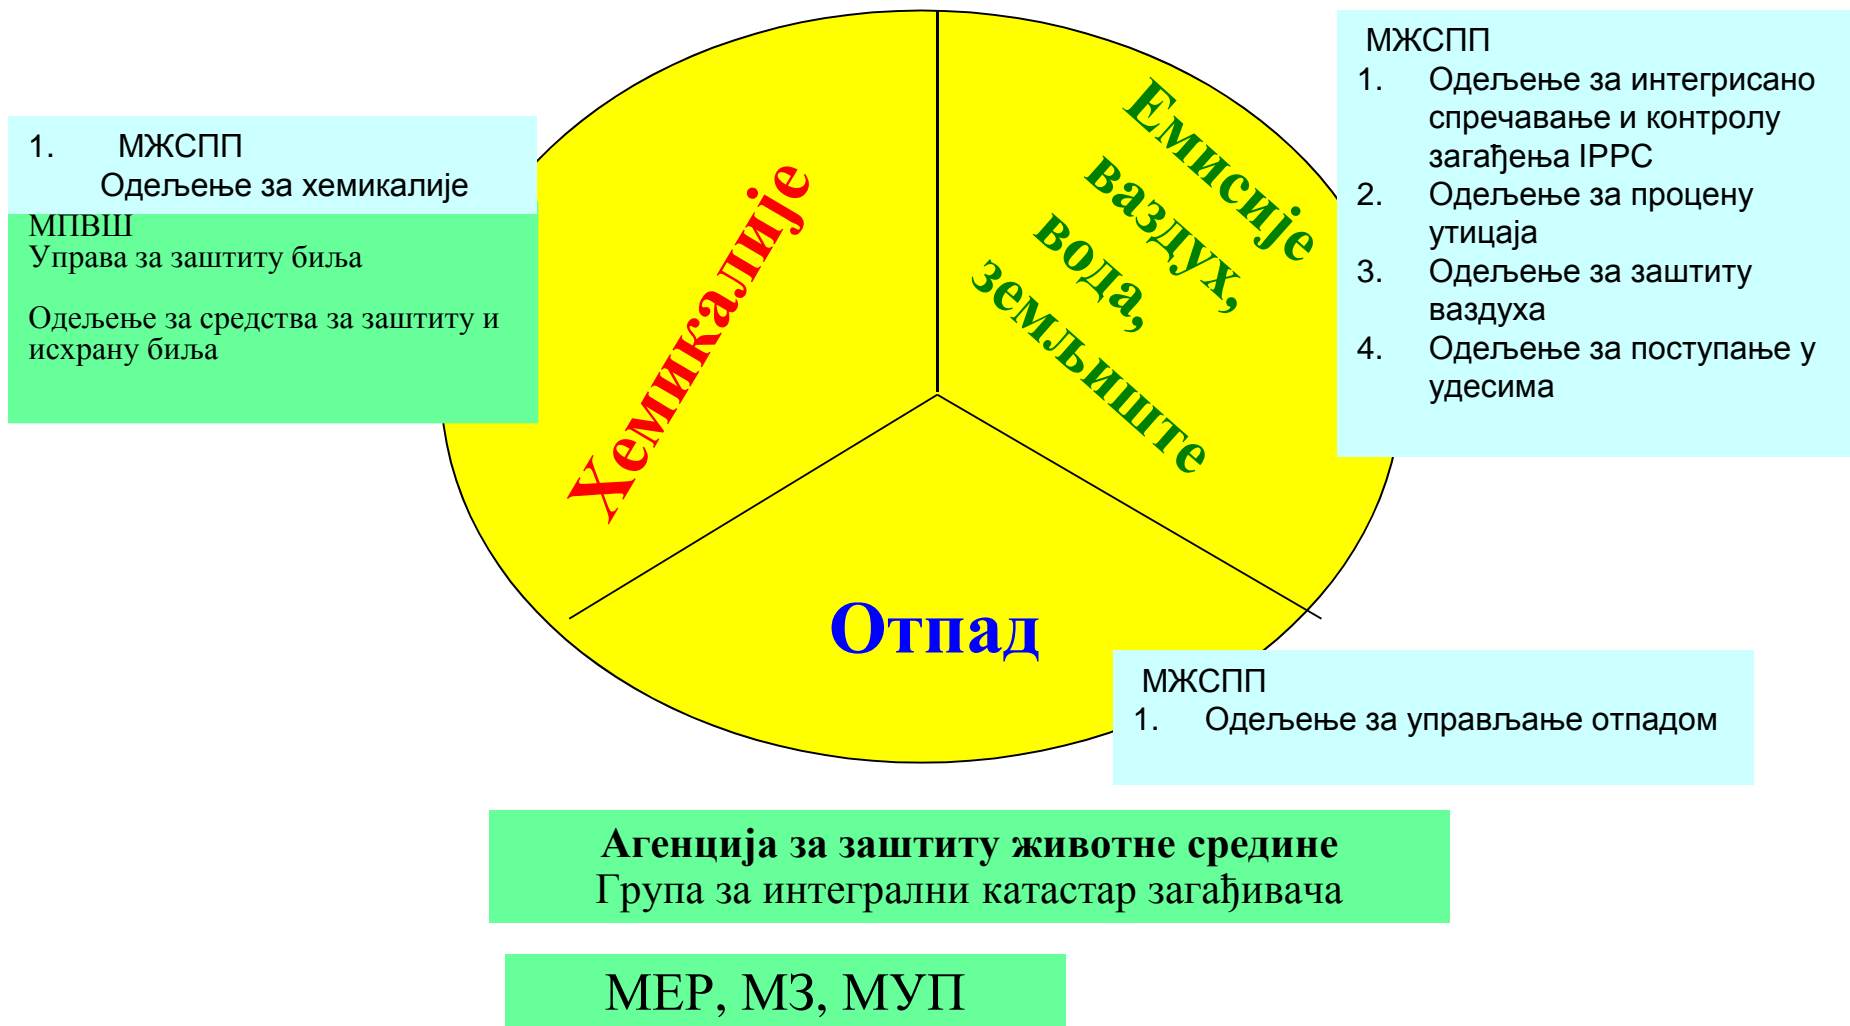 1. МЖСПП
Одељење за хемикалије
МПВШ
Управа за заштиту биља
Одељење за средства за заштиту и
исхрану биља
Хемикалије
Емисије
ваздух,
вода,
земљиште
МЖСПП
1. Одељење за интегрисано
спречавање и контролу
загађења IPPC
2. Одељење за процену
утицаја
3. Одељење за заштиту
ваздуха
4. Одељење за поступање у
удесима
Отпад
МЖСПП
1. Одељење за управљање отпадом
Агенција за заштиту животне средине
Група за интегрални катастар загађивача
МЕР, МЗ, МУП